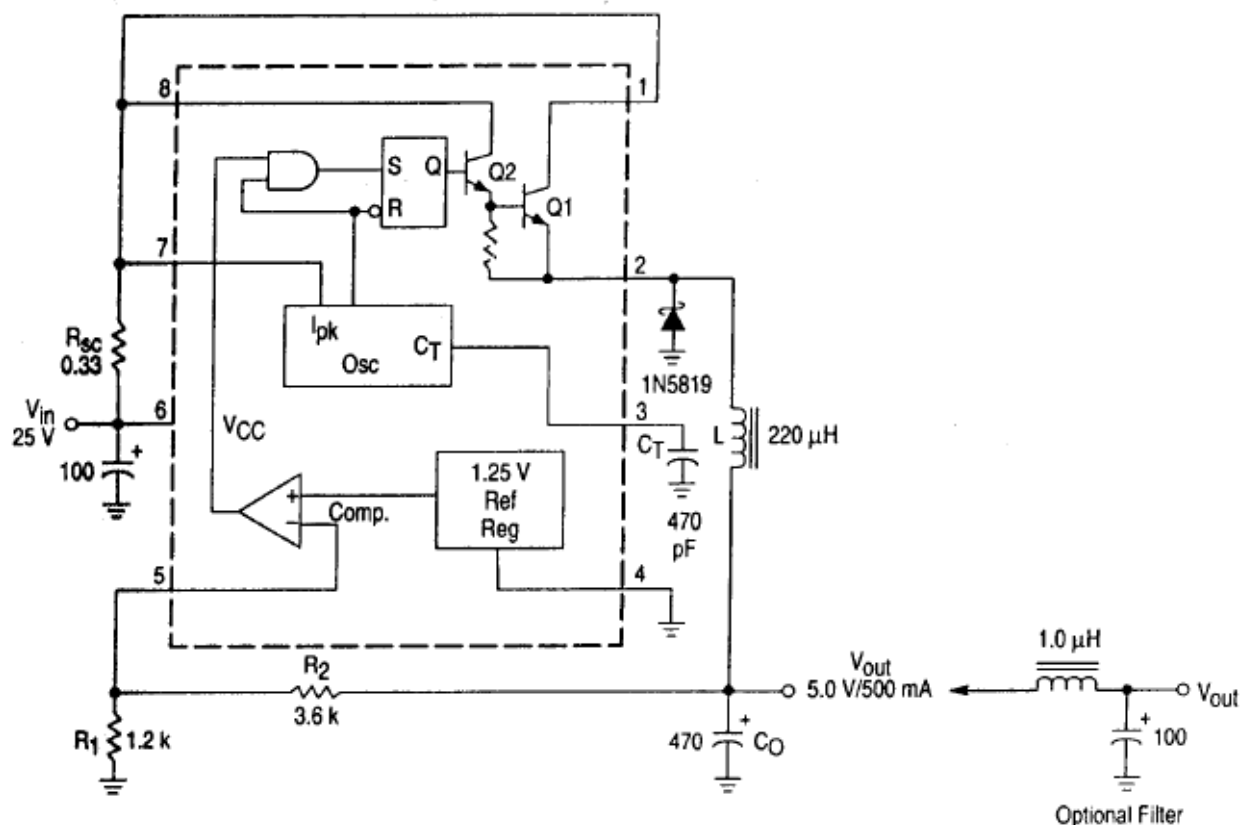 8
1
S
Q
Q2
R
Q1
7
2
Ipk
Osc
CT
Rsc
0.33
1N5819
Vin
25 V
6
VCC
3
CT
L
220 µH
100
+
+
Comp.
−
1.25 V
Ref
Reg
470
pF
5
4
R2
3.6 k
R1
1.2 k
Vout
5.0 V/500 mA
1.0 µH
Vout
470
+
CO
+
100
Optional Filter